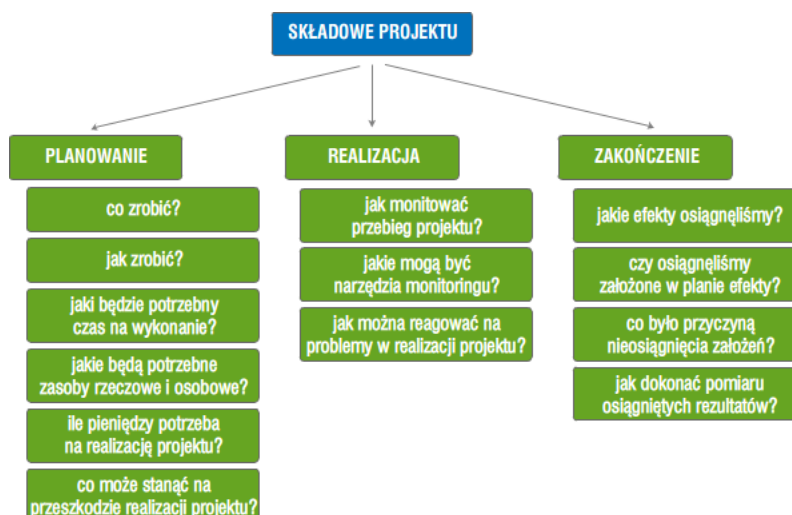 SKŁADOWE PROJEKTU
PLANOWANIE
co zrobić?
jak zrobić?
jaki będzie potrzebny
czas na wykonanie?
jakie będą potrzebne
zasoby rzeczowe i osobowe?
ile pieniędzy potrzeba
na realizację projektu?
co może stanąć na
przeszkodzie realizacji projektu?
REALIZACJA
jak monitować
przebieg projektu?
jakie mogą być
narzędzia monitoringu?
jak można reagować na
problemy w realizacji projektu?
ZAKOŃCZENIE
jakie efekty osiągnęliśmy?
czy osiągnęliśmy
założone w planie efekty?
co było przyczyną
nieosiągnięcia założeń?
jak dokonać pomiaru
osiągniętych rezultatów?